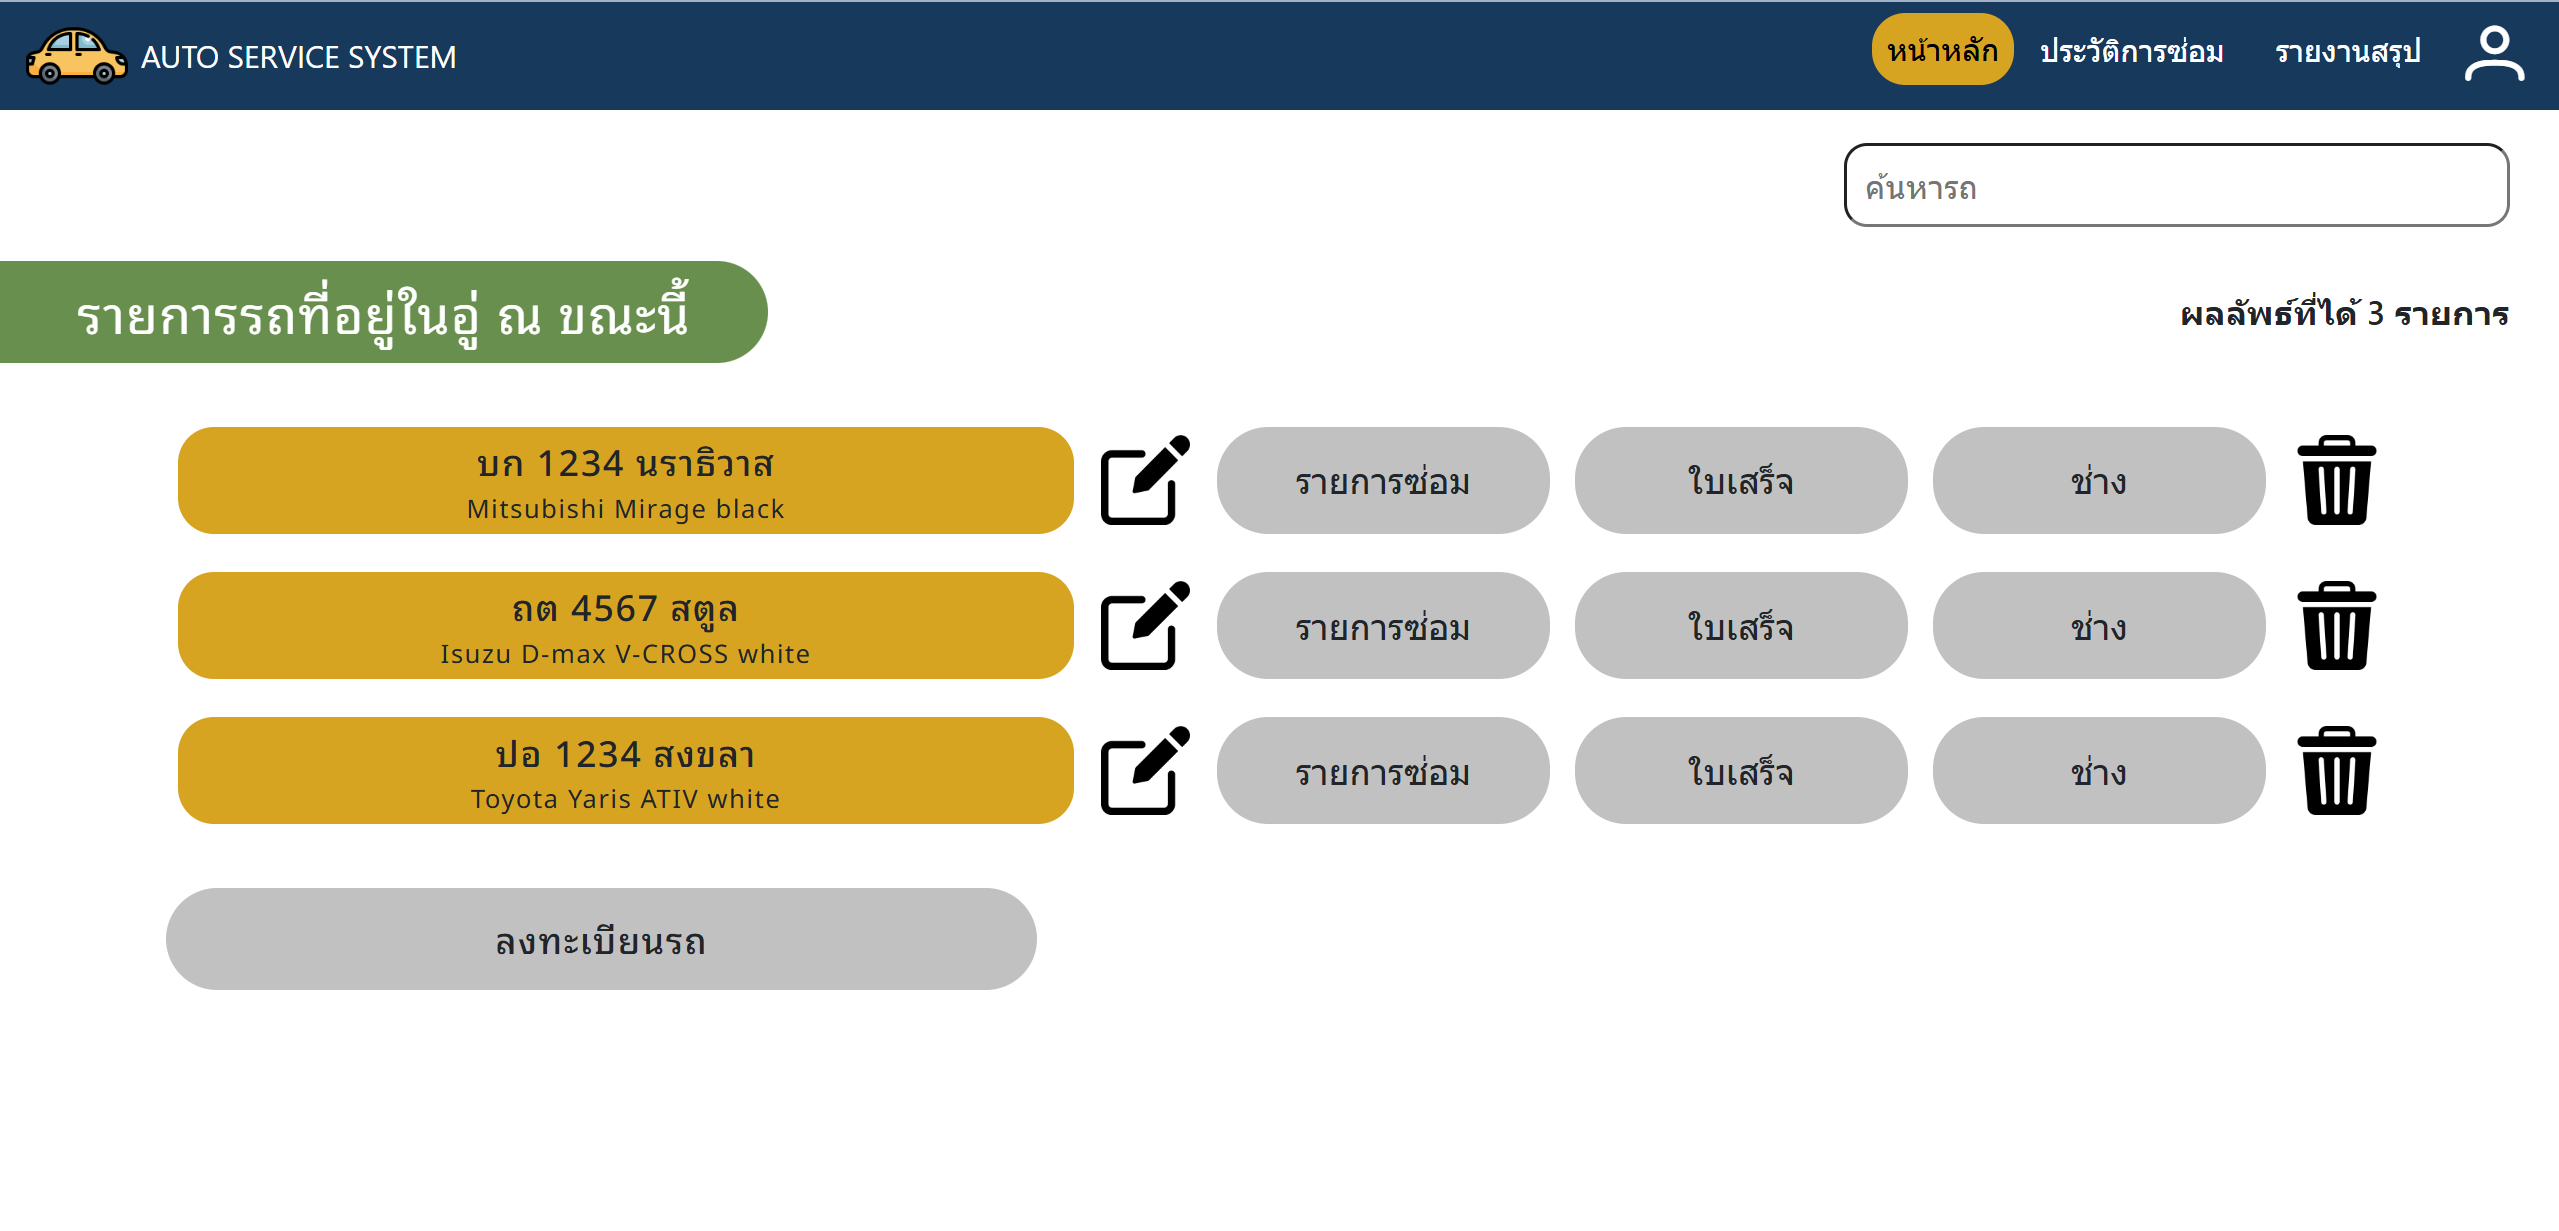 AUTO SERVICE SYSTEM
หน้าหลัก ประวัติการซ่อม รายงานสรุป
ค้นหารถ
รายการรถที่อยู่ในอู่ ณ ขณะนี้
ผลลัพธ์ที่ได้ 3 รายการ
บก 1234 นราธิวาส
Mitsubishi Mirage black
รายการซ่อม ใบเสร็จ ช่าง
ถต 4567 สตูล
Isuzu D-max V-CROSS white
รายการซ่อม ใบเสร็จ ช่าง
ปอ 1234 สงขลา
Toyota Yaris ATIV white
รายการซ่อม ใบเสร็จ ช่าง
ลงทะเบียนรถ